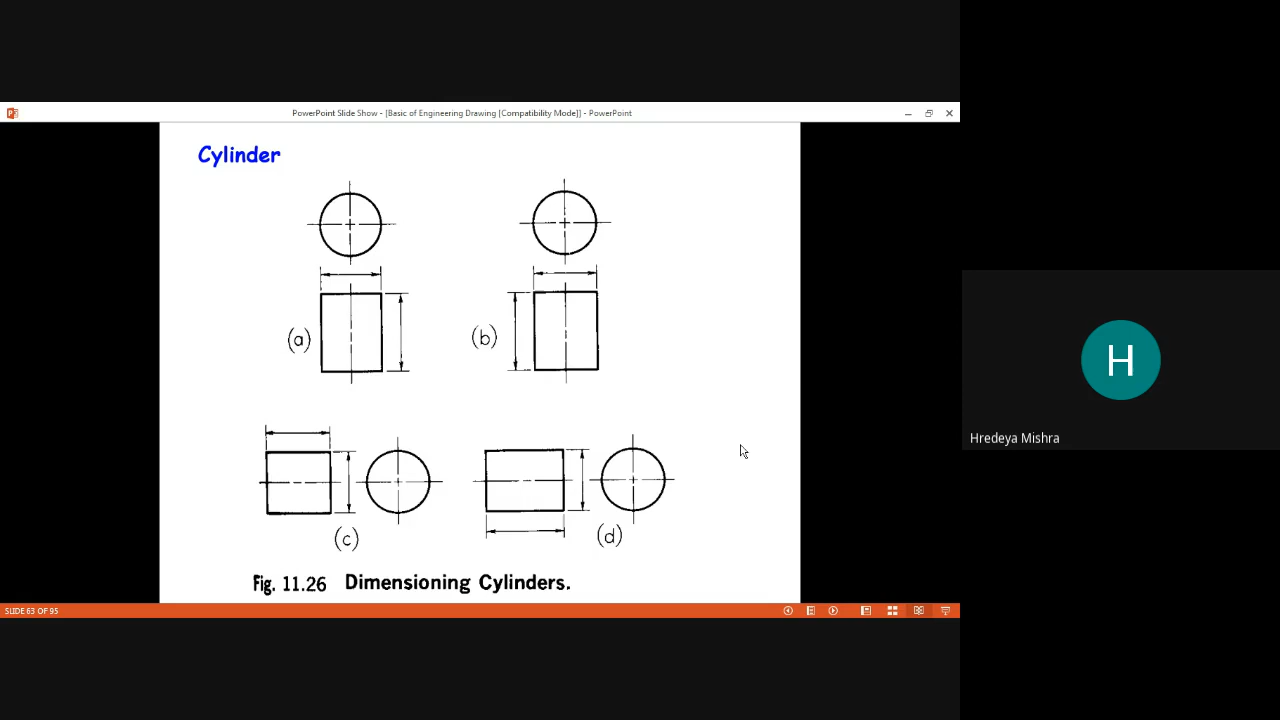 PowerPoint Slide Show - [Basic of Engineering Drawing [Compatibility Mode]] - PowerPoint
Cylinder
(a)
(b)
(c)
(d)
Fig. 11.26 Dimensioning Cylinders.
SLIDE 63 OF 95
H
Hredeya Mishra